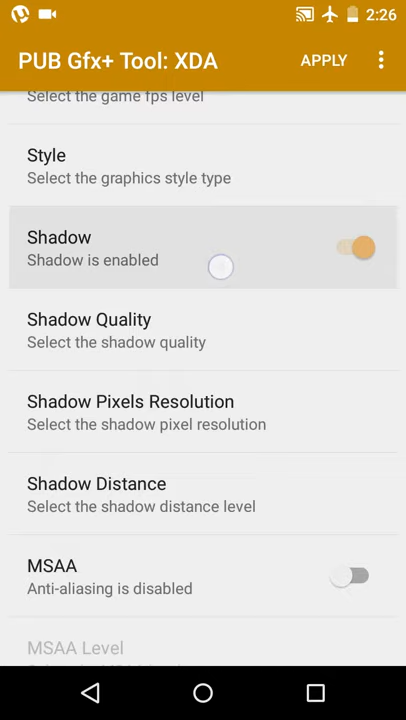 2:26
PUB Gfx+ Tool: XDA
APPLY
Select the game fps level
Style
Select the graphics style type
Shadow
Shadow is enabled
Shadow Quality
Select the shadow quality
Shadow Pixels Resolution
Select the shadow pixel resolution
Shadow Distance
Select the shadow distance level
MSAA
Anti-aliasing is disabled
MSAA Level